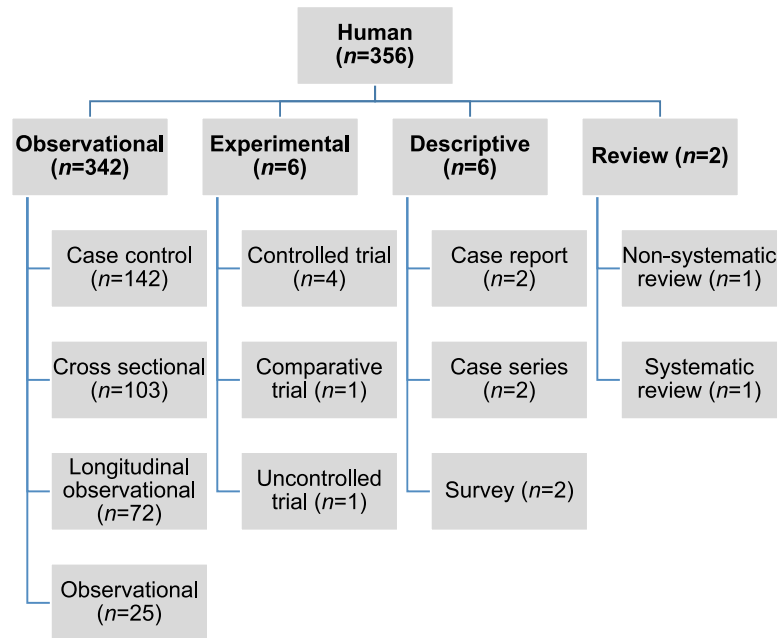 Human
(n=356)
Observational
(n=342)
Experimental
(n=6)
Descriptive
(n=6)
Review (n=2)
Case control
(n=142)
Cross sectional
(n=103)
Longitudinal
observational
(n=72)
Observational
(n=25)
Controlled trial
(n=4)
Comparative
trial (n=1)
Uncontrolled
trial (n=1)
Case report
(n=2)
Case series
(n=2)
Survey (n=2)
Non-systematic
review (n=1)
Systematic
review (n=1)